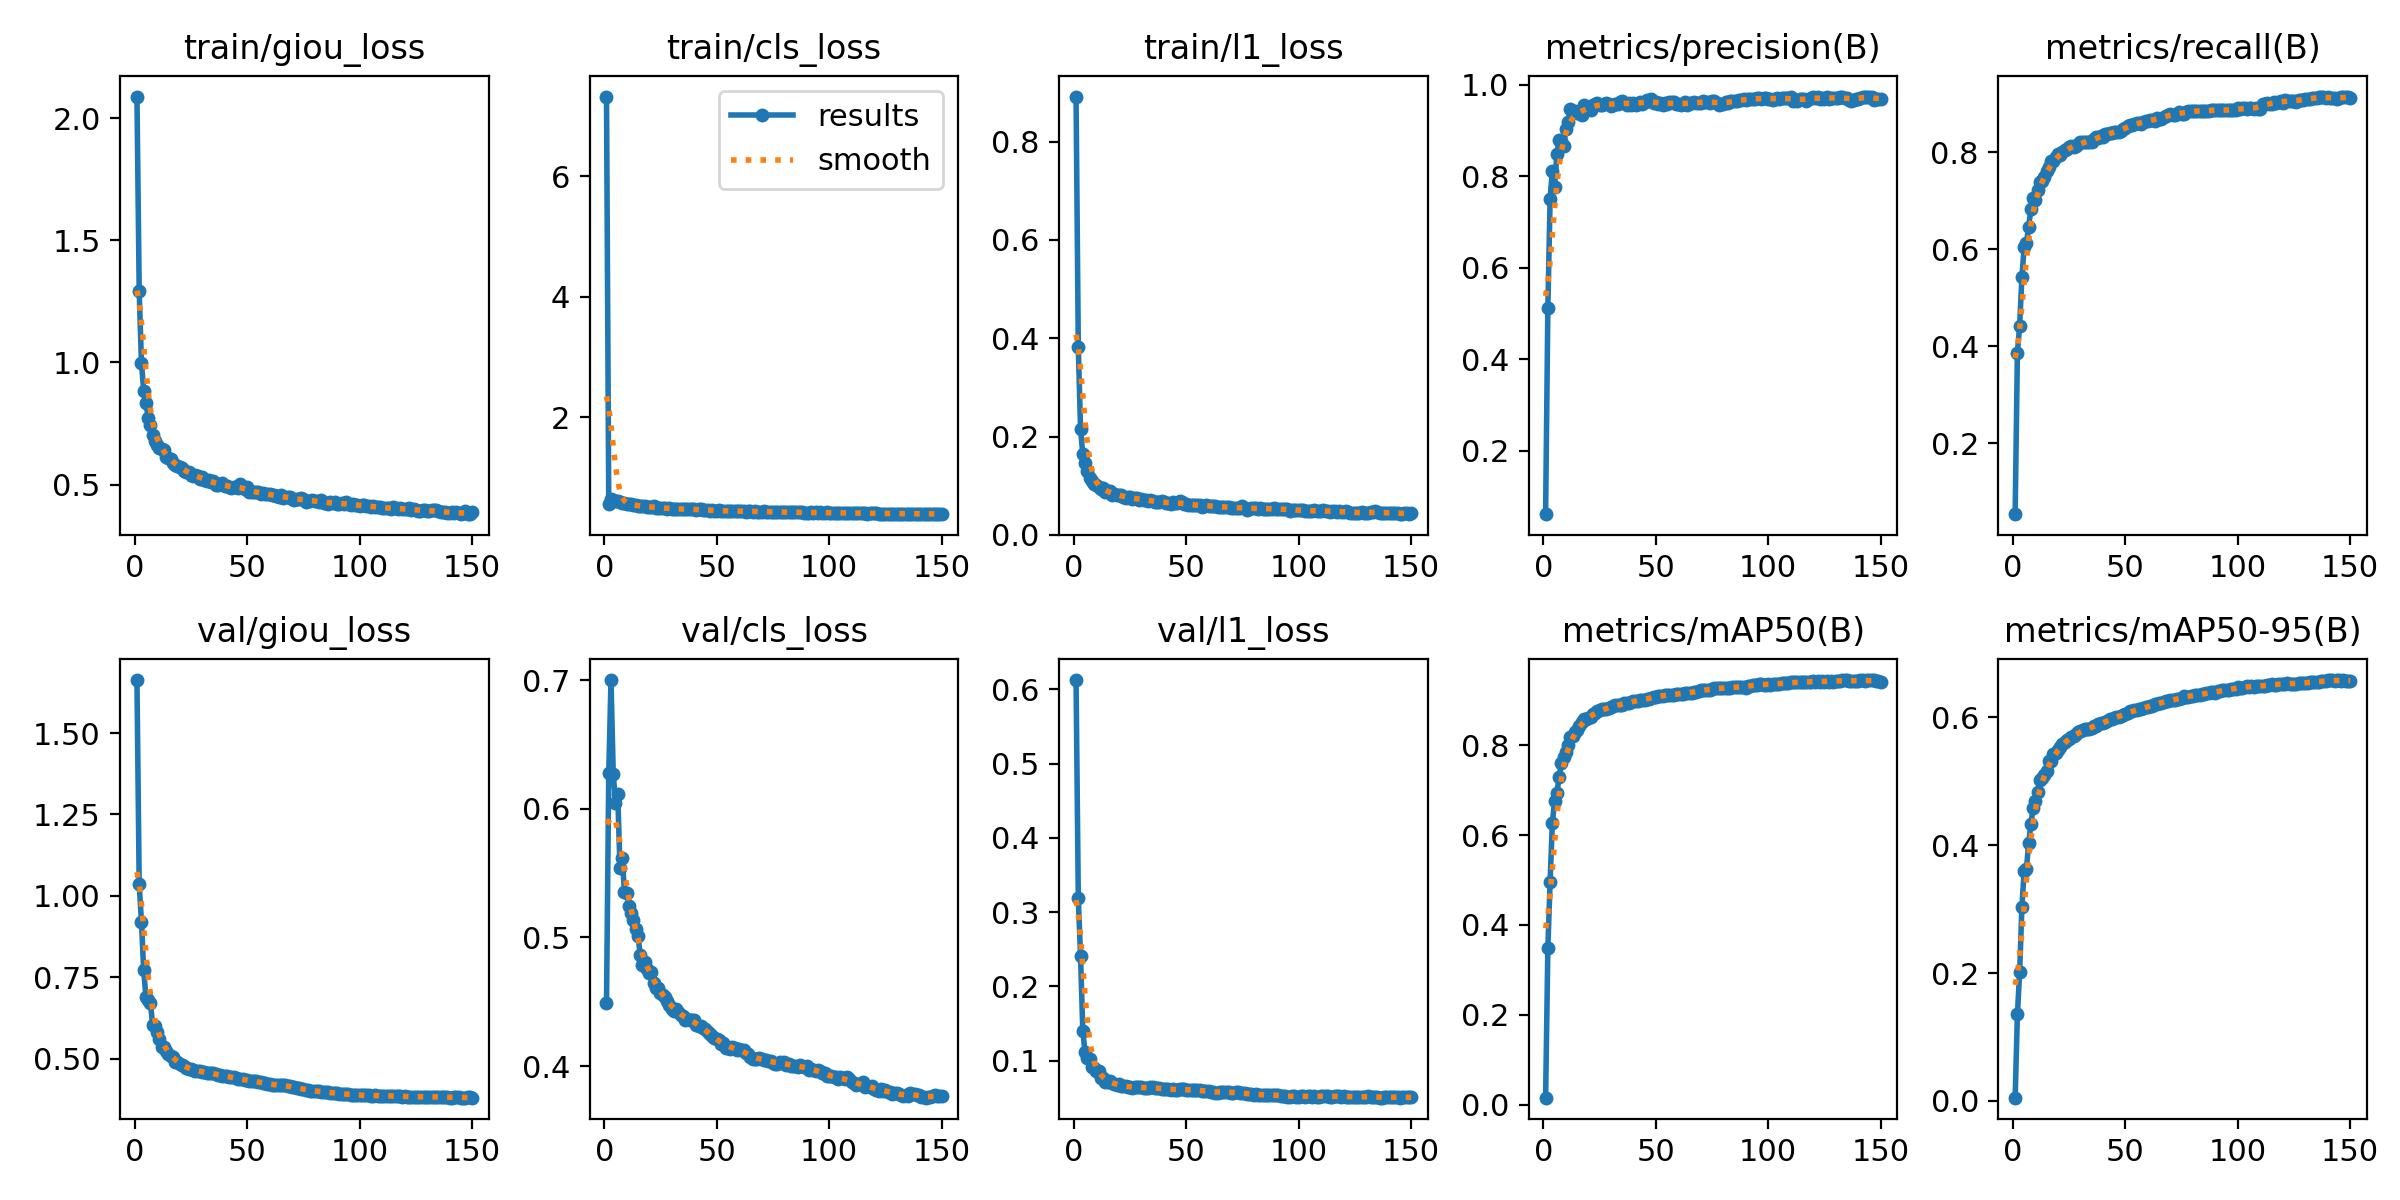 train/giou_loss
train/cls_loss
train/l1_loss
metrics/precision(B)
metrics/recall(B)
2.0
1.5
1.0
0.5
0 50 100 150
6
4
2
results
smooth
0 50 100 150
0.8
0.6
0.4
0.2
0.0
0 50 100 150
1.0
0.8
0.6
0.4
0.2
0 50 100 150
0.8
0.6
0.4
0.2
0 50 100 150
val/giou_loss
val/cls_loss
val/l1_loss
metrics/mAP50(B)
metrics/mAP50-95(B)
1.50
1.25
1.00
0.75
0.50
0 50 100 150
0.7
0.6
0.5
0.4
0 50 100 150
0.6
0.5
0.4
0.3
0.2
0.1
0 50 100 150
0.8
0.6
0.4
0.2
0.0
0 50 100 150
0.6
0.4
0.2
0.0
0 50 100 150